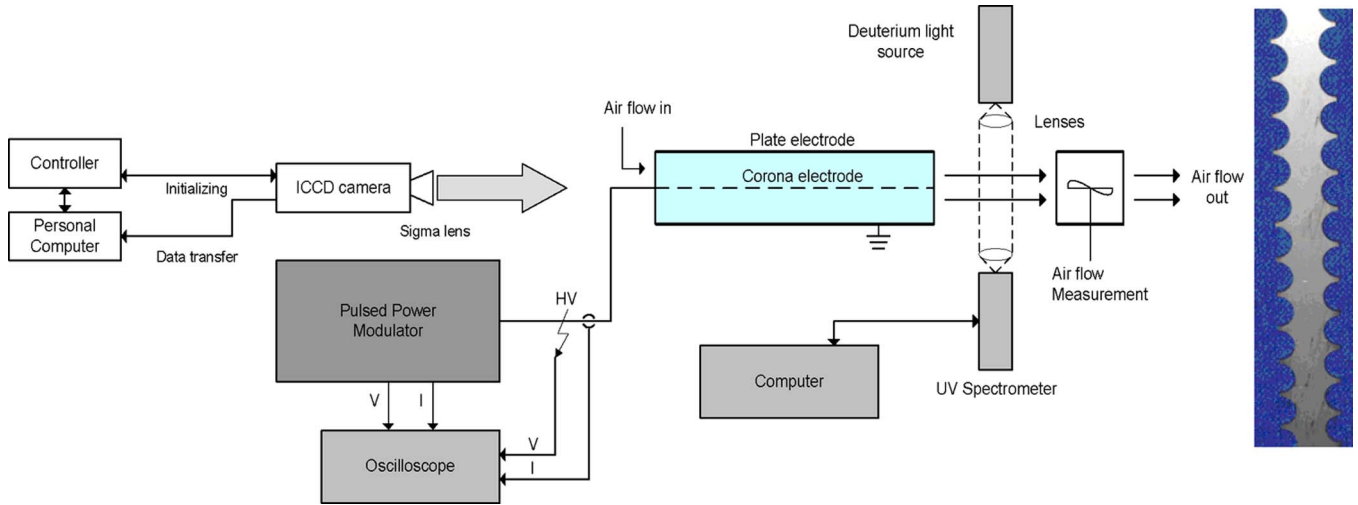 Deuterium light
source
Air flow in
Lenses
Plate electrode
Controller
ICCD camera
Corona electrode
Air flow
out
Initializing
Personal
Computer
Sigma lens
Data transfer
Air flow
Measurement
HV
Pulsed Power
Modulator
Computer
UV Spectrometer
V
I
V
Oscilloscope
I